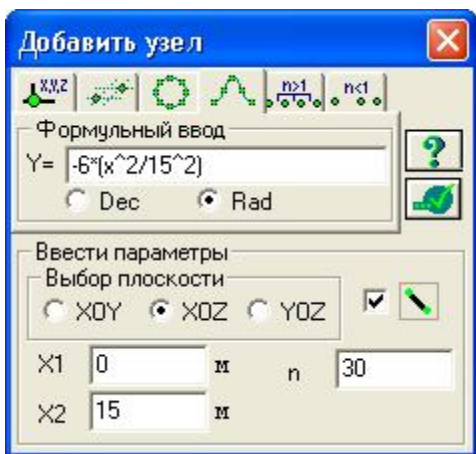 Добавить узел
X,Y,Z n>1 n<1
Формульный ввод
Y= -6*(x^2/15^2)
Dec Rad
?
Ввести параметры
Выбор плоскости
XOY XOZ YOZ
X1 0 м n 30
X2 15 м